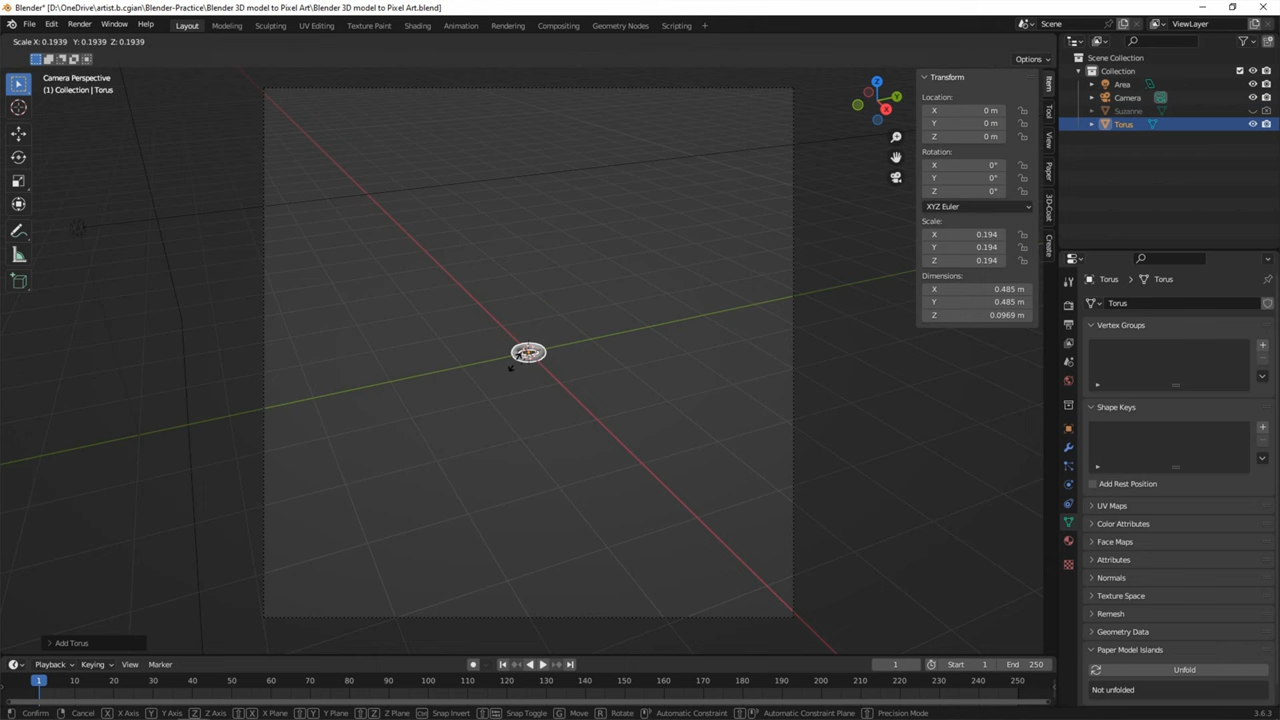 Blender* [D:\OneDrive\artist.b.cgian\Blender-Practice\Blender 3D model to Pixel Art\Blender 3D model to Pixel Art.blend]
File Edit Render Window Help Layout Modeling Sculpting UV Editing Texture Paint Shading Animation Rendering Compositing Geometry Nodes Scripting + Scene ViewLayer
Scale X: 0.1939 Y: 0.1939 Z: 0.1939
Options
Camera Perspective
(1) Collection | Torus
Transform
Location:
X 0 m
Y 0 m
Z 0 m
Rotation:
X 0°
Y 0°
Z 0°
XYZ Euler
Scale:
X 0.194
Y 0.194
Z 0.194
Dimensions:
X 0.485 m
Y 0.485 m
Z 0.0969 m
Item
Tool
View
Paper
3D-Coat
Create
Z
Y
X
Scene Collection
Collection
Area
Camera
Suzanne
Torus
Torus > Torus
Torus
Vertex Groups
Shape Keys
Add Rest Position
UV Maps
Color Attributes
Face Maps
Attributes
Normals
Texture Space
Remesh
Geometry Data
Paper Model Islands
Unfold
Not unfolded
Add Torus
Playback Keying View Marker 1 Start 1 End 250
1 10 20 30 40 50 60 70 80 90 100 110 120 130 140 150 160 170 180 190 200 210 220 230 240 250
Confirm Cancel X X Axis Y Y Axis Z Z Axis X X Plane Y Y Plane Z Z Plane Snap Invert Snap Toggle G Move R Rotate Automatic Constraint Automatic Constraint Plane Precision Mode 3.6.3